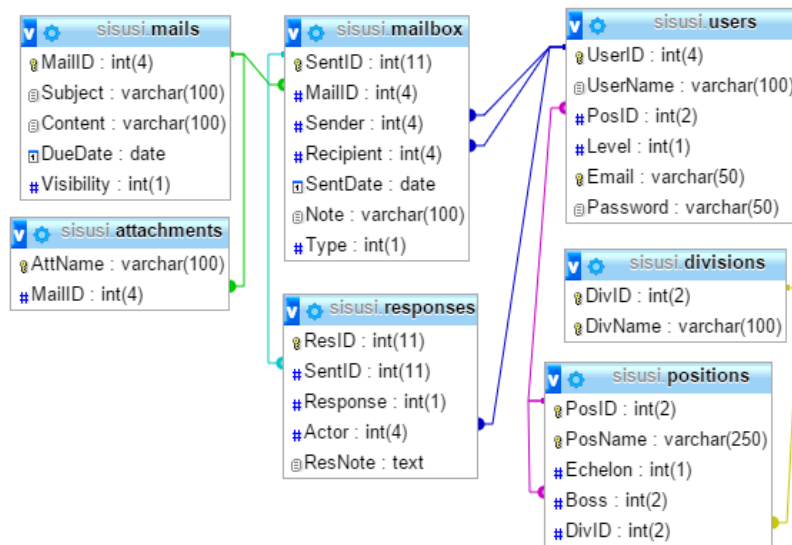 sisusi.mails
MailID : int(4)
Subject : varchar(100)
Content : varchar(100)
DueDate : date
Visibility : int(1)
sisusi.attachments
AttName : varchar(100)
MailID : int(4)
sisusi.mailbox
SentID : int(11)
MailID : int(4)
Sender : int(4)
Recipient : int(4)
SentDate : date
Note : varchar(100)
Type : int(1)
sisusi.responses
ResID : int(11)
SentID : int(11)
Response : int(1)
Actor : int(4)
ResNote : text
sisusi.users
UserID : int(4)
UserName : varchar(100)
PosID : int(2)
Level : int(1)
Email : varchar(50)
Password : varchar(50)
sisusi.divisions
DivID : int(2)
DivName : varchar(100)
sisusi.positions
PosID : int(2)
PosName : varchar(250)
Echelon : int(1)
Boss : int(2)
DivID : int(2)